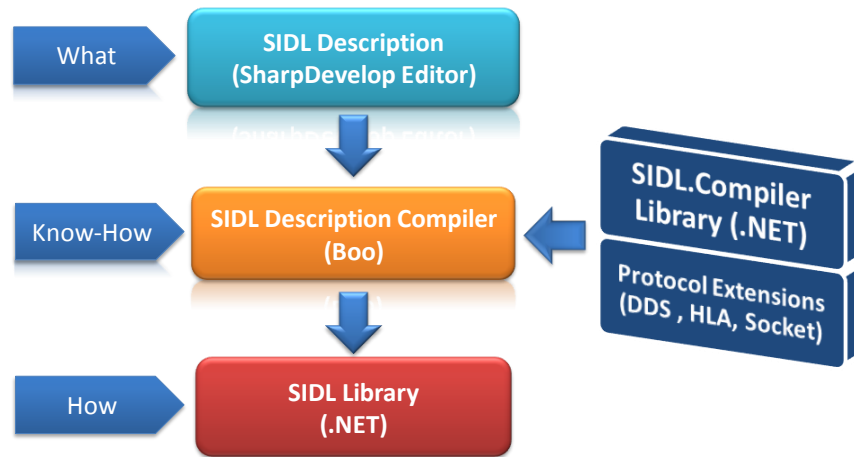 What
SIDL Description
(SharpDevelop Editor)
Know-How
SIDL Description Compiler
(Boo)
SIDL.Compiler
Library (.NET)
Protocol Extensions
(DDS , HLA, Socket)
How
SIDL Library
(.NET)